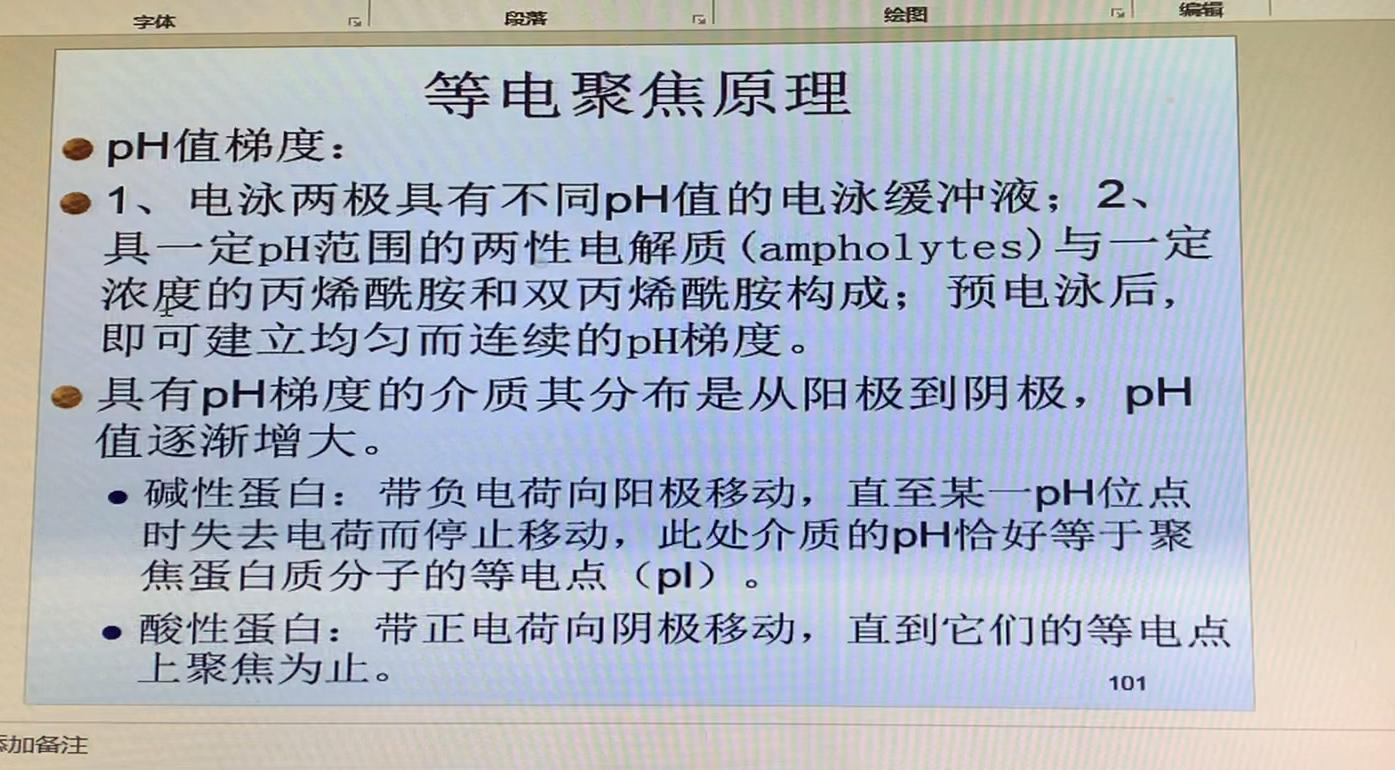 字体 段落 绘图 编辑
等电聚焦原理
pH值梯度：
1、电泳两极具有不同pH值的电泳缓冲液；2、
具一定pH范围的两性电解质(ampholytes)与一定
浓度的丙烯酰胺和双丙烯酰胺构成；预电泳后，
即可建立均匀而连续的pH梯度。
具有pH梯度的介质其分布是从阳极到阴极，pH
值逐渐增大。
碱性蛋白：带负电荷向阳极移动，直至某一pH位点
时失去电荷而停止移动，此处介质的pH恰好等于聚
焦蛋白质分子的等电点（pI）。
酸性蛋白：带正电荷向阴极移动，直到它们的等电点
上聚焦为止。
101
添加备注